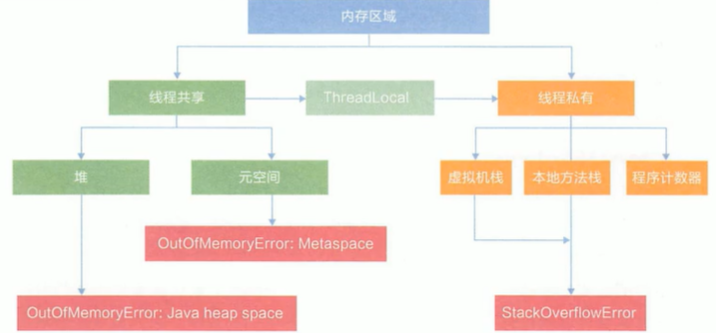 内存区域
线程共享
ThreadLocal
线程私有
堆
元空间
虚拟机栈
本地方法栈
程序计数器
OutOfMemoryError: Metaspace
OutOfMemoryError: Java heap space
StackOverflowError